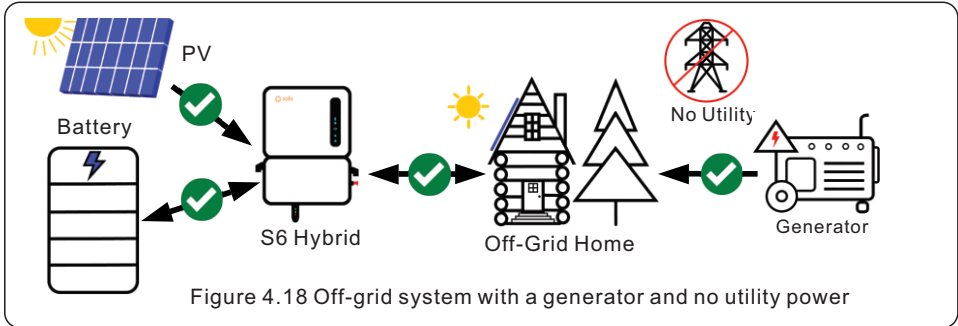 PV
Battery
No Utility
S6 Hybrid
Off-Grid Home
Generator
Figure 4.18 Off-grid system with a generator and no utility power